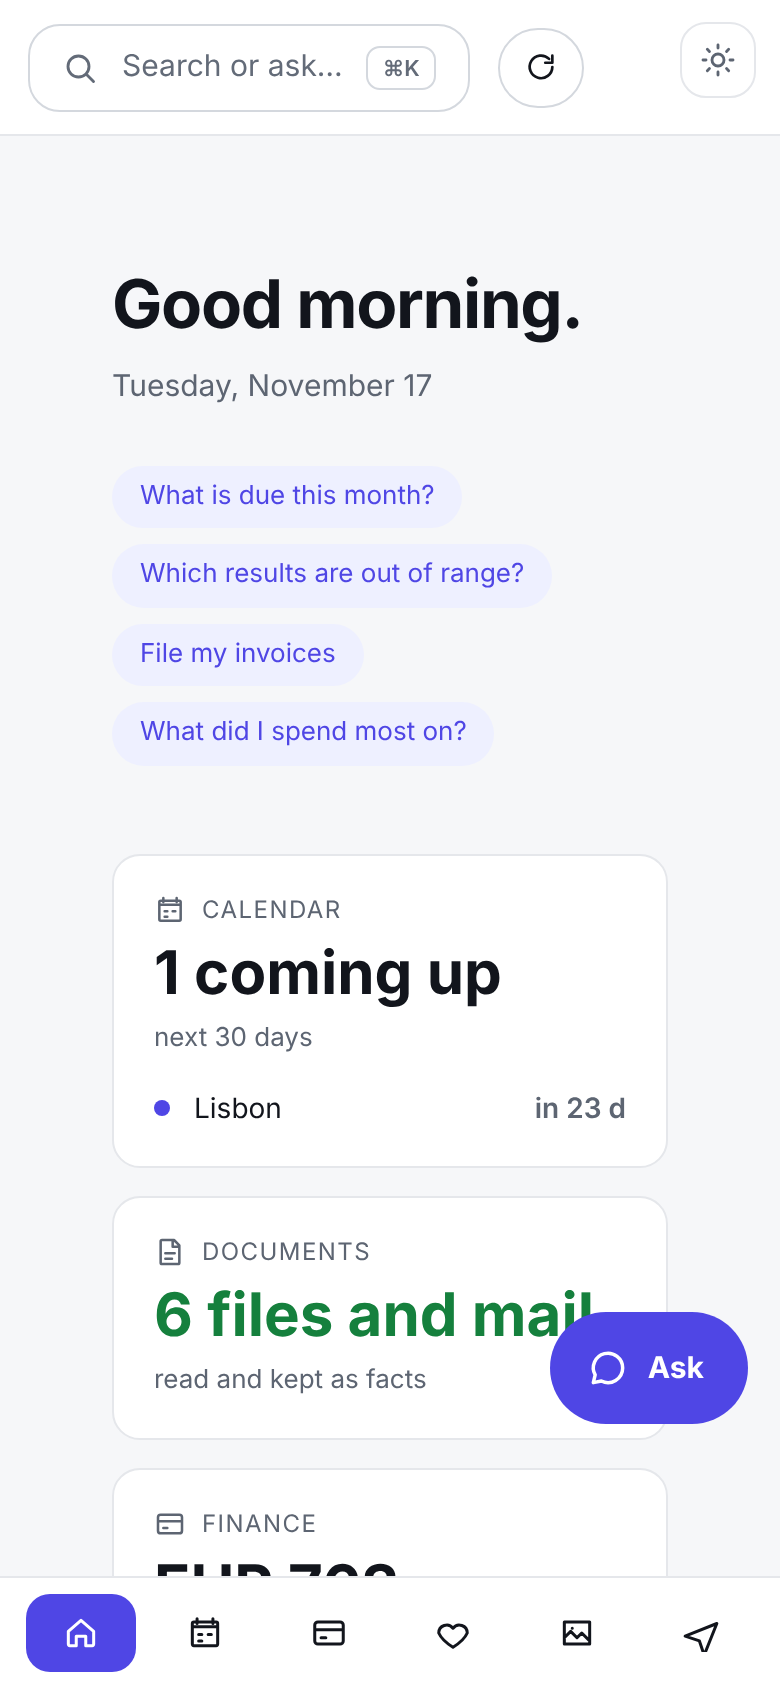 Search or ask...
⌘K
Good morning.
Tuesday, November 17
What is due this month?
Which results are out of range?
File my invoices
What did I spend most on?
CALENDAR
1 coming up
next 30 days
Lisbon in 23 d
DOCUMENTS
6 files and mail
read and kept as facts
Ask
FINANCE
EUR